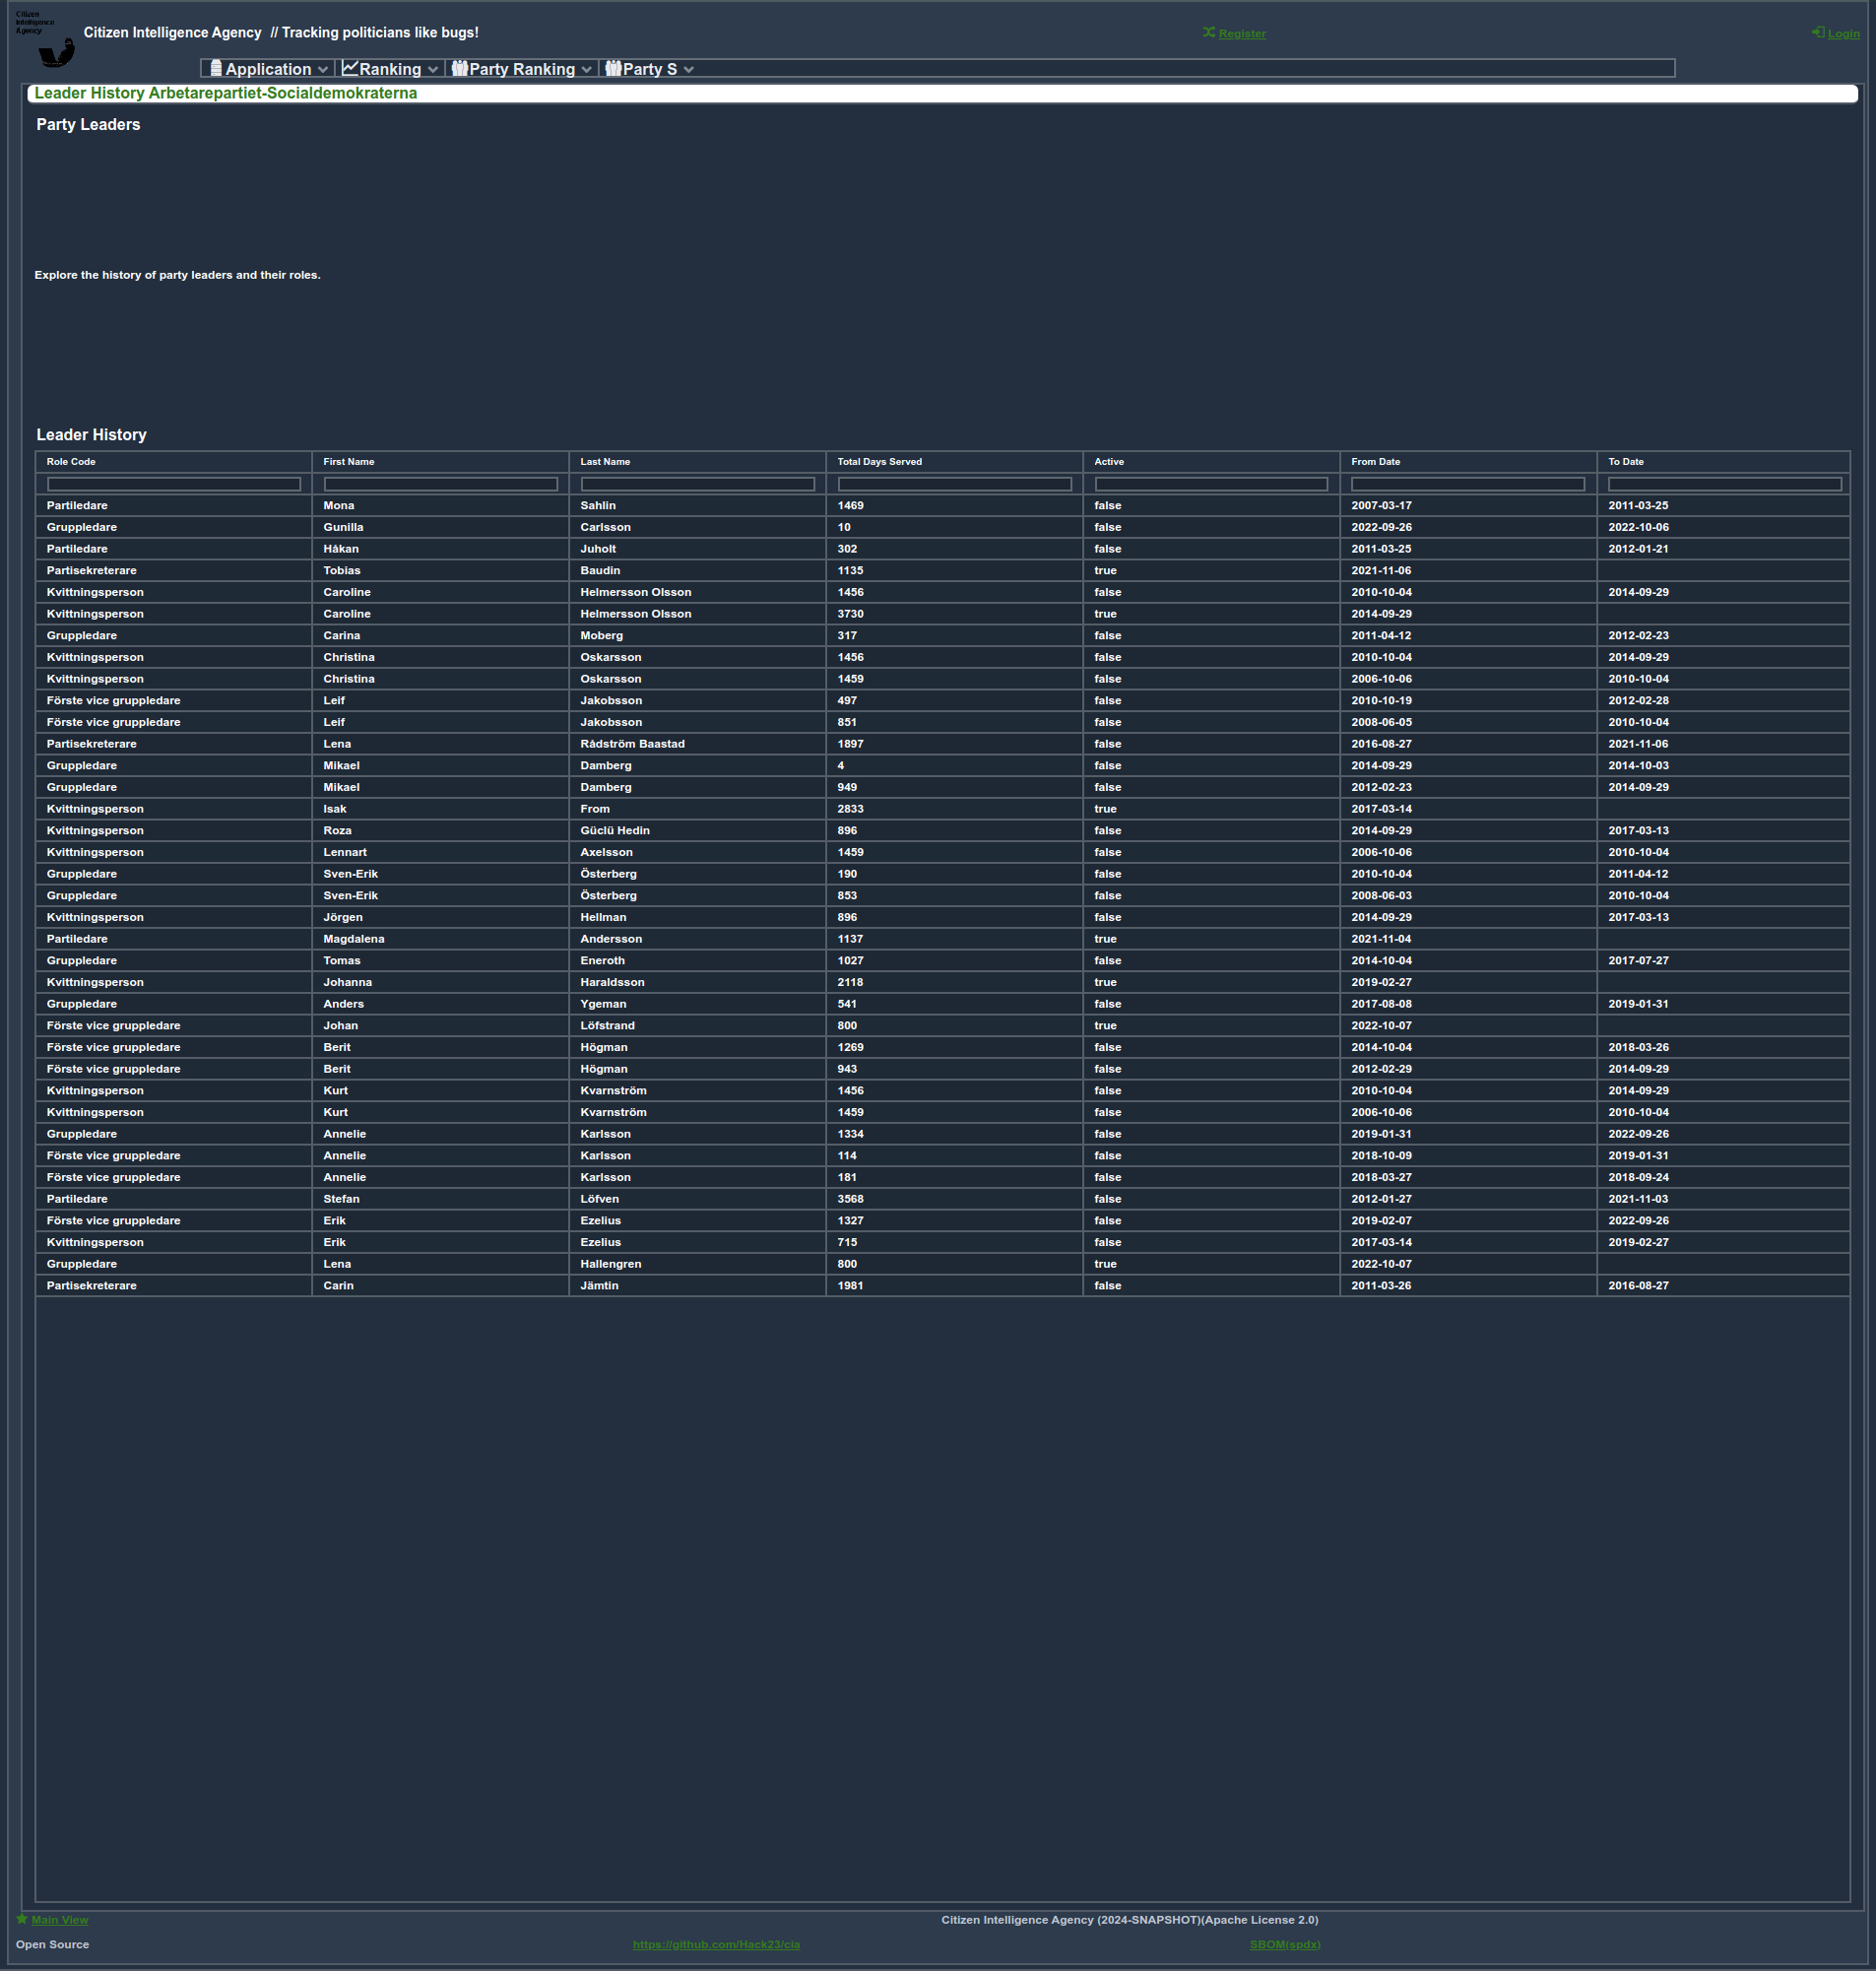 Citizen
Intelligence
Agency
Citizen Intelligence Agency // Tracking politicians like bugs!
Register
Login
Application Ranking Party Ranking Party S
Leader History Arbetarepartiet-Socialdemokraterna
Party Leaders
Explore the history of party leaders and their roles.
Leader History
Role Code First Name Last Name Total Days Served Active From Date To Date
Partiledare Mona Sahlin 1469 false 2007-03-17 2011-03-25
Gruppledare Gunilla Carlsson 10 false 2022-09-26 2022-10-06
Partiledare Håkan Juholt 302 false 2011-03-25 2012-01-21
Partisekreterare Tobias Baudin 1135 true 2021-11-06
Kvittningsperson Caroline Helmersson Olsson 1456 false 2010-10-04 2014-09-29
Kvittningsperson Caroline Helmersson Olsson 3730 true 2014-09-29
Gruppledare Carina Moberg 317 false 2011-04-12 2012-02-23
Kvittningsperson Christina Oskarsson 1456 false 2010-10-04 2014-09-29
Kvittningsperson Christina Oskarsson 1459 false 2006-10-06 2010-10-04
Förste vice gruppledare Leif Jakobsson 497 false 2010-10-19 2012-02-28
Förste vice gruppledare Leif Jakobsson 851 false 2008-06-05 2010-10-04
Partisekreterare Lena Rådström Baastad 1897 false 2016-08-27 2021-11-06
Gruppledare Mikael Damberg 4 false 2014-09-29 2014-10-03
Gruppledare Mikael Damberg 949 false 2012-02-23 2014-09-29
Kvittningsperson Isak From 2833 true 2017-03-14
Kvittningsperson Roza Güclü Hedin 896 false 2014-09-29 2017-03-13
Kvittningsperson Lennart Axelsson 1459 false 2006-10-06 2010-10-04
Gruppledare Sven-Erik Österberg 190 false 2010-10-04 2011-04-12
Gruppledare Sven-Erik Österberg 853 false 2008-06-03 2010-10-04
Kvittningsperson Jörgen Hellman 896 false 2014-09-29 2017-03-13
Partiledare Magdalena Andersson 1137 true 2021-11-04
Gruppledare Tomas Eneroth 1027 false 2014-10-04 2017-07-27
Kvittningsperson Johanna Haraldsson 2118 true 2019-02-27
Gruppledare Anders Ygeman 541 false 2017-08-08 2019-01-31
Förste vice gruppledare Johan Löfstrand 800 true 2022-10-07
Förste vice gruppledare Berit Högman 1269 false 2014-10-04 2018-03-26
Förste vice gruppledare Berit Högman 943 false 2012-02-29 2014-09-29
Kvittningsperson Kurt Kvarnström 1456 false 2010-10-04 2014-09-29
Kvittningsperson Kurt Kvarnström 1459 false 2006-10-06 2010-10-04
Gruppledare Annelie Karlsson 1334 false 2019-01-31 2022-09-26
Förste vice gruppledare Annelie Karlsson 114 false 2018-10-09 2019-01-31
Förste vice gruppledare Annelie Karlsson 181 false 2018-03-27 2018-09-24
Partiledare Stefan Löfven 3568 false 2012-01-27 2021-11-03
Förste vice gruppledare Erik Ezelius 1327 false 2019-02-07 2022-09-26
Kvittningsperson Erik Ezelius 715 false 2017-03-14 2019-02-27
Gruppledare Lena Hallengren 800 true 2022-10-07
Partisekreterare Carin Jämtin 1981 false 2011-03-26 2016-08-27
Main View Citizen Intelligence Agency (2024-SNAPSHOT)(Apache License 2.0)
Open Source https://github.com/Hack23/cia SBOM(spdx)